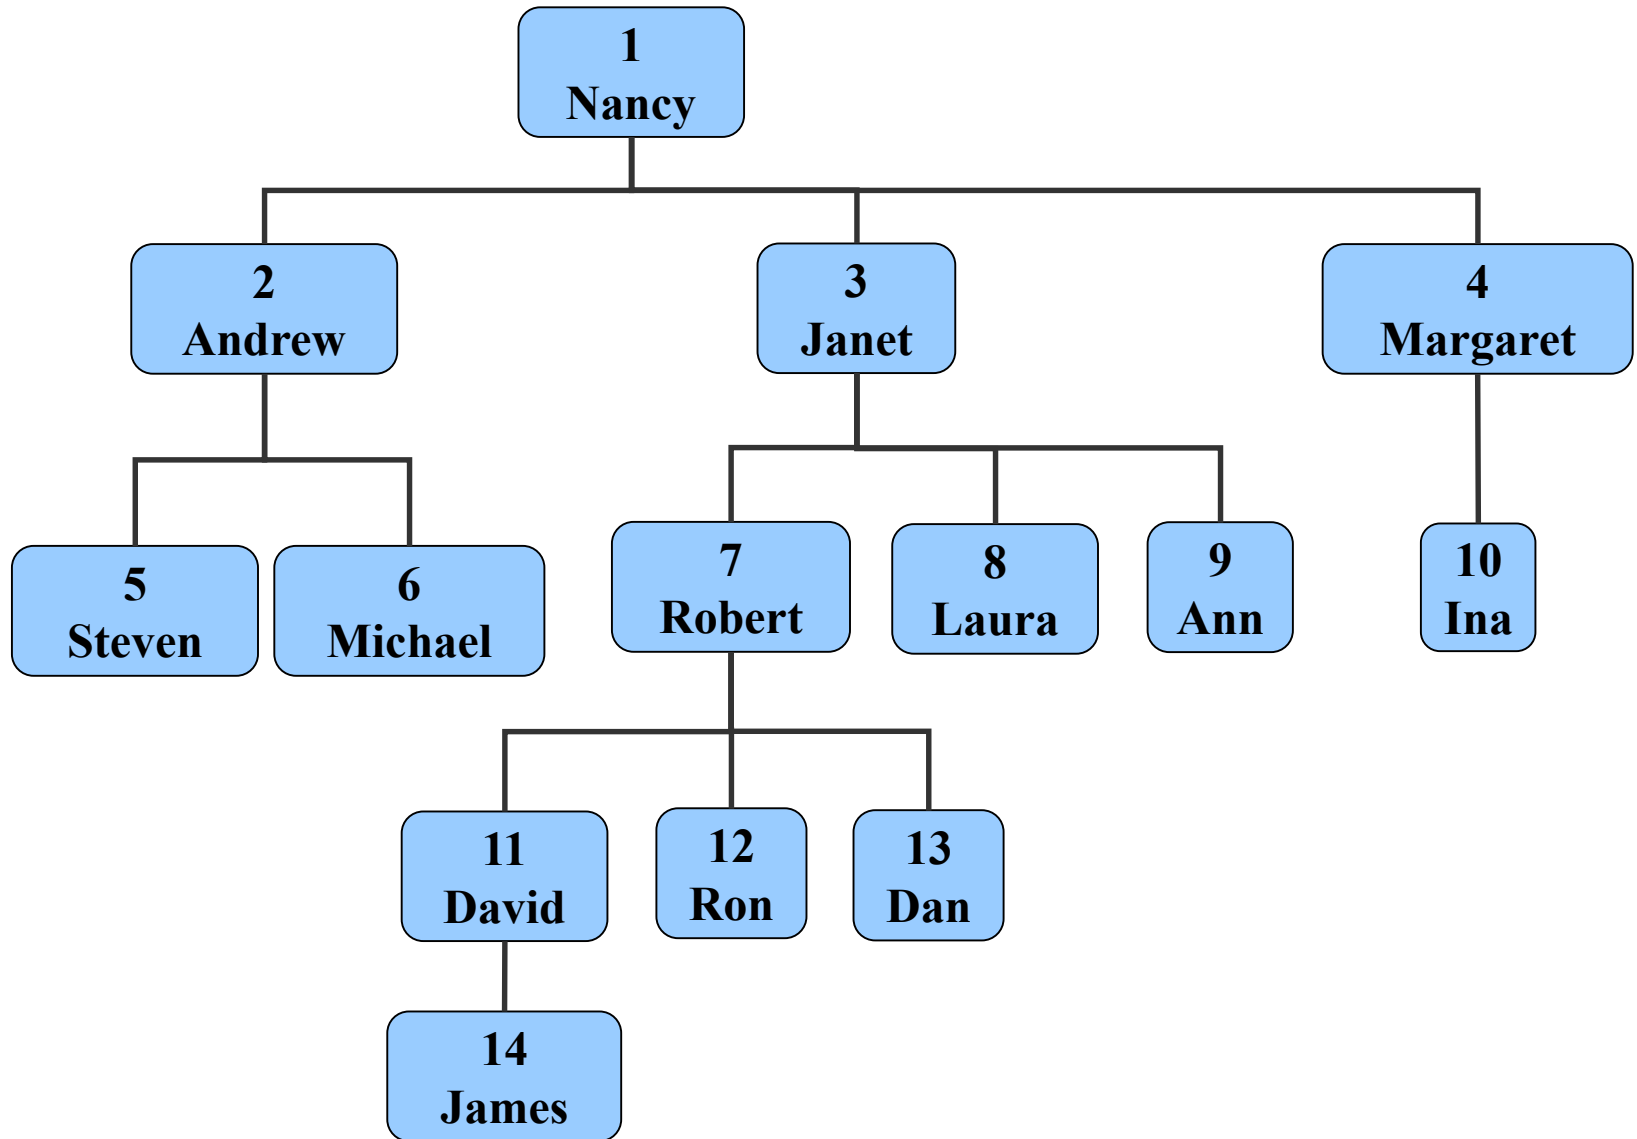 1
Nancy
2
Andrew
3
Janet
4
Margaret
5
Steven
6
Michael
7
Robert
8
Laura
9
Ann
10
Ina
11
David
12
Ron
13
Dan
14
James